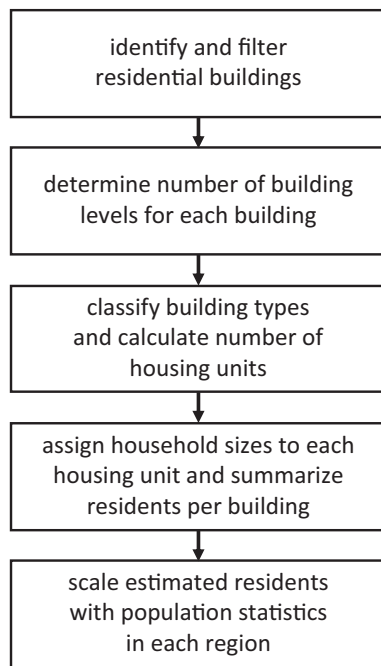 identify and filter
residential buildings
determine number of building
levels for each building
classify building types
and calculate number of
housing units
assign household sizes to each
housing unit and summarize
residents per building
scale estimated residents
with population statistics
in each region